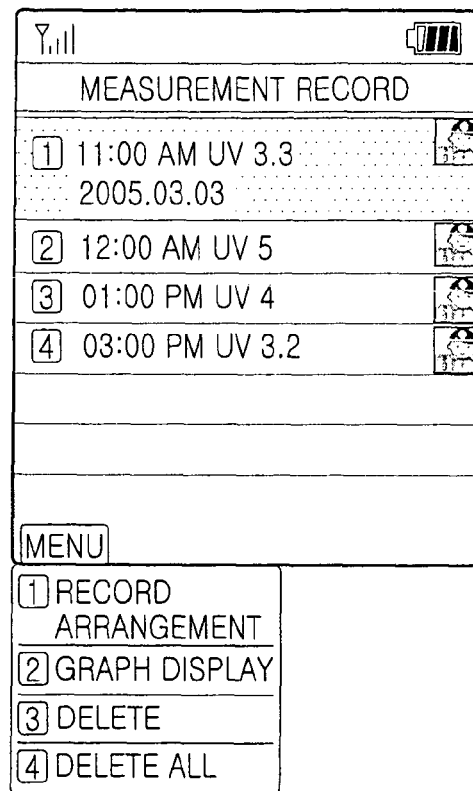 MEASUREMENT RECORD
1 11:00 AM UV 3.3
2005.03.03
2 12:00 AM UV 5
3 01:00 PM UV 4
4 03:00 PM UV 3.2
MENU
1 RECORD
ARRANGEMENT
2 GRAPH DISPLAY
3 DELETE
4 DELETE ALL